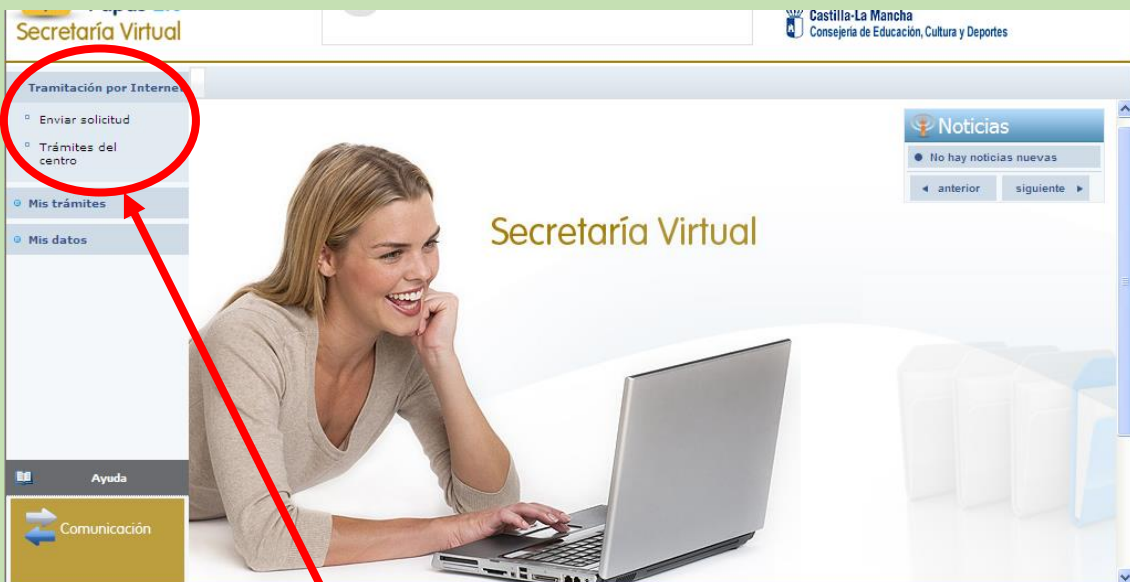 Secretaría Virtual
Castilla-La Mancha
Consejería de Educación, Cultura y Deportes
Tramitación por Internet
Enviar solicitud
Trámites del
centro
Mis trámites
Mis datos
Noticias
No hay noticias nuevas
anterior siguiente
Secretaría Virtual
Ayuda
Comunicación